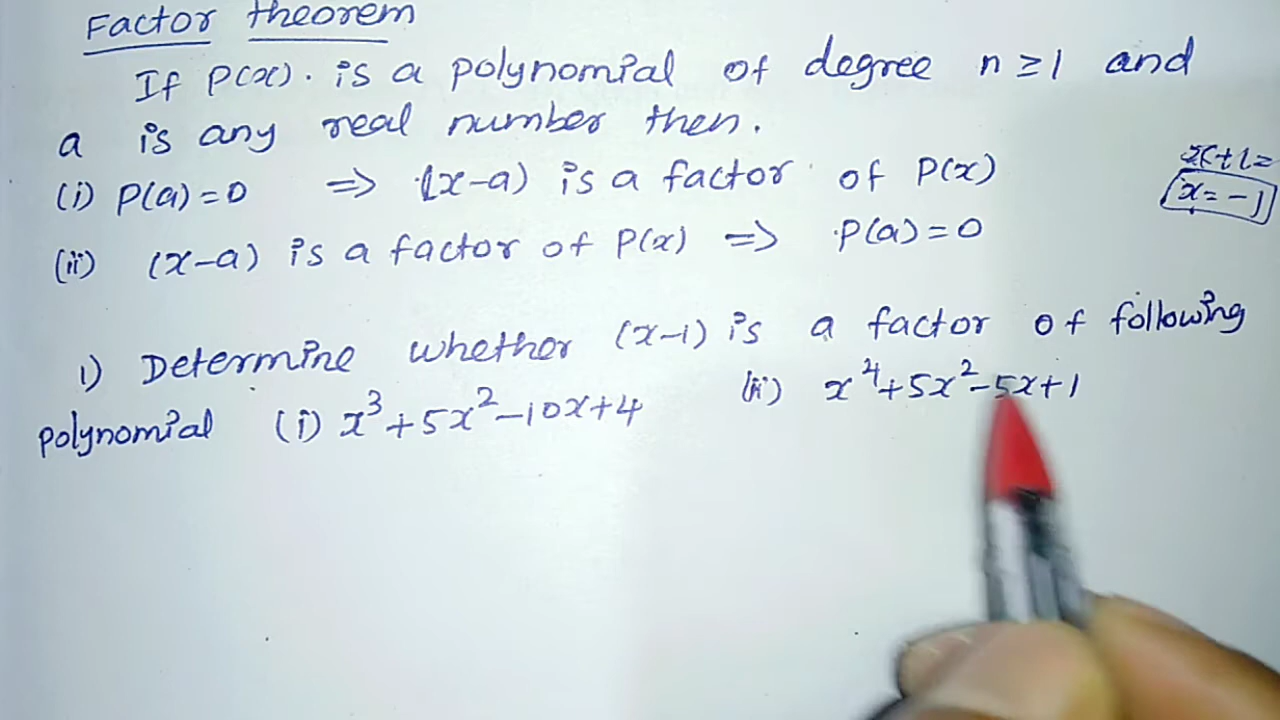 Factor theorem
If P(x). is a polynomial of degree n≥1 and
a is any real number then.
(i) P(a)=0 => (x-a) is a factor of P(x)
x+1=
x=-1
(ii) (x-a) is a factor of P(x) => P(a)=0
1) Determine whether (x-1) is a factor of following
polynomial (i) x³+5x²-10x+4 (ii) x⁴+5x²-5x+1